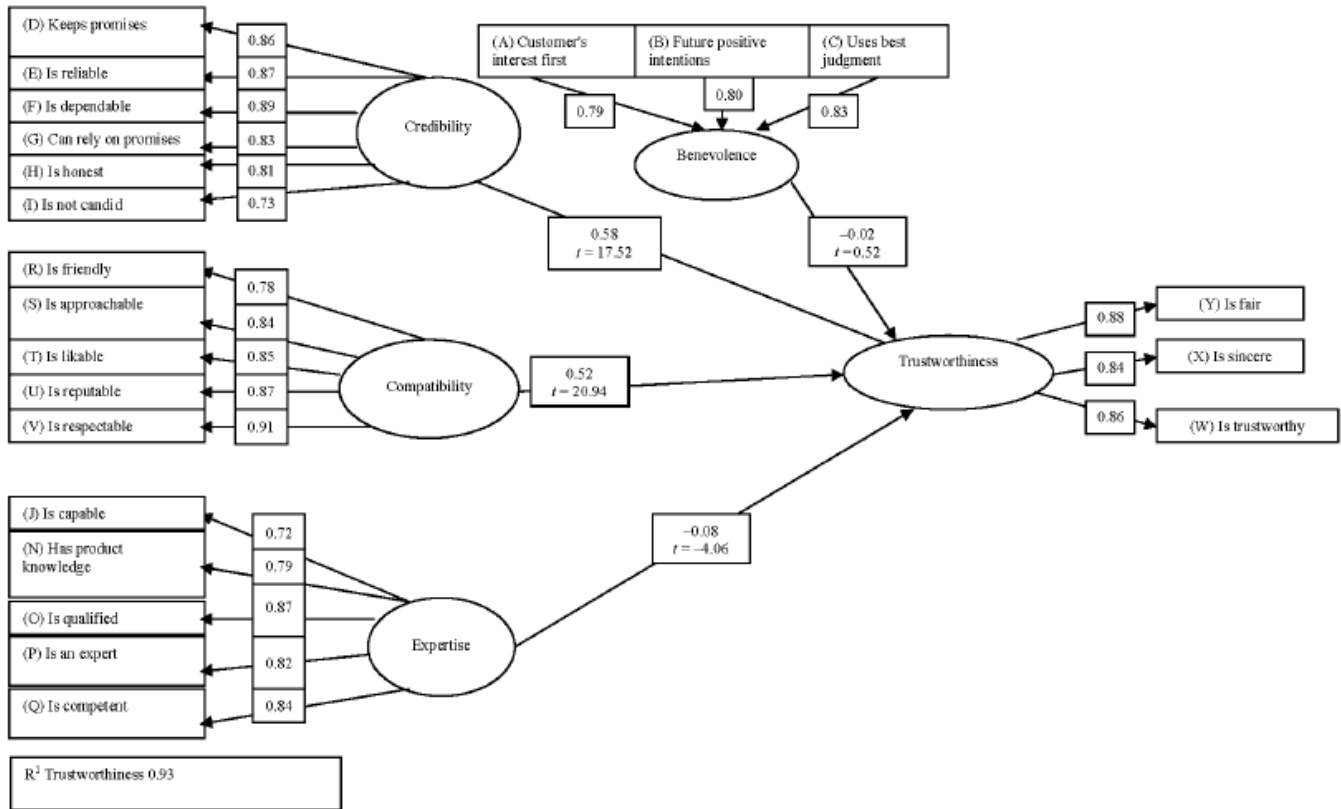 (D) Keeps promises
(E) Is reliable
(F) Is dependable
(G) Can rely on promises
(H) Is honest
(I) Is not candid
0.86
0.87
0.89
0.83
0.81
0.73
Credibility
(A) Customer's
interest first
(B) Future positive
intentions
(C) Uses best
judgment
0.79
0.80
0.83
Benevolence
0.58
t = 17.52
–0.02
t =0.52
(R) Is friendly
(S) Is approachable
(T) Is likable
(U) Is reputable
(V) Is respectable
0.78
0.84
0.85
0.87
0.91
Compatibility
0.52
t = 20.94
Trustworthiness
0.88
0.84
0.86
(Y) Is fair
(X) Is sincere
(W) Is trustworthy
(J) Is capable
(N) Has product
knowledge
(O) Is qualified
(P) Is an expert
(Q) Is competent
0.72
0.79
0.87
0.82
0.84
Expertise
–0.08
t = –4.06
R² Trustworthiness 0.93